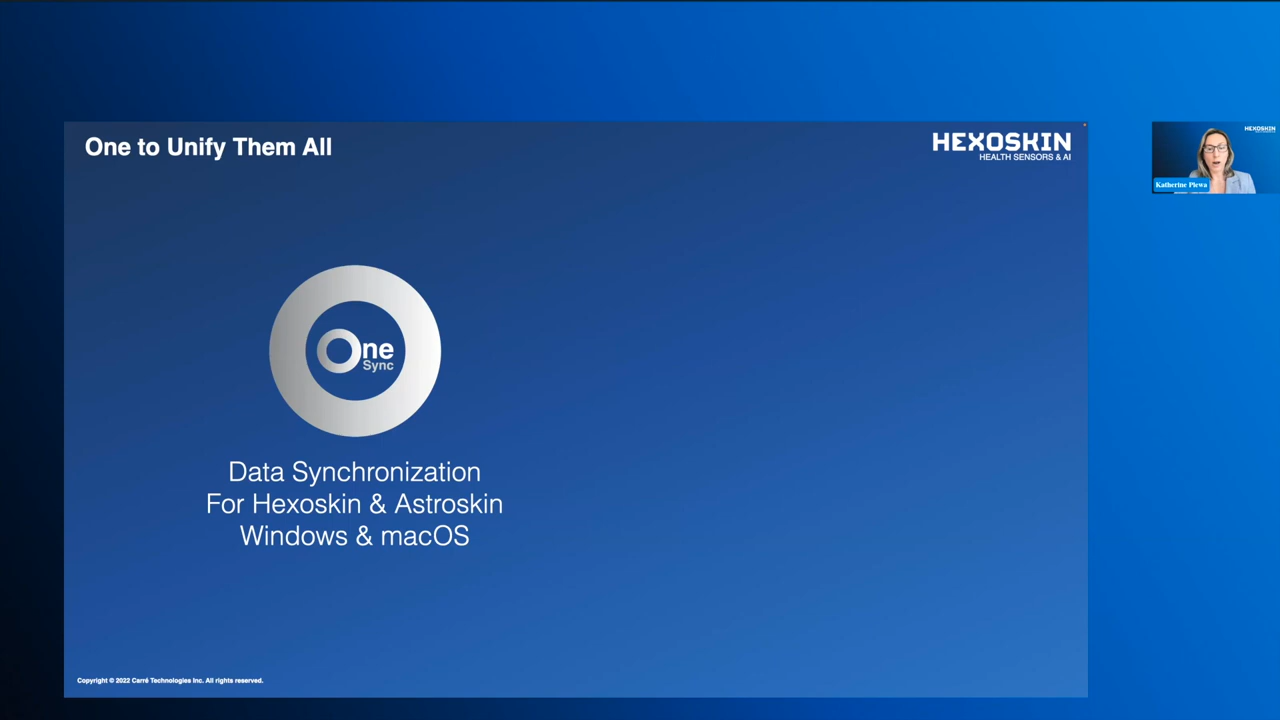 One to Unify Them All
HEXOSKIN
HEALTH SENSORS & AI
HEXOSKIN
Katherine Plewa
One
Sync
Data Synchronization
For Hexoskin & Astroskin
Windows & macOS
Copyright © 2022 Carré Technologies Inc. All rights reserved.